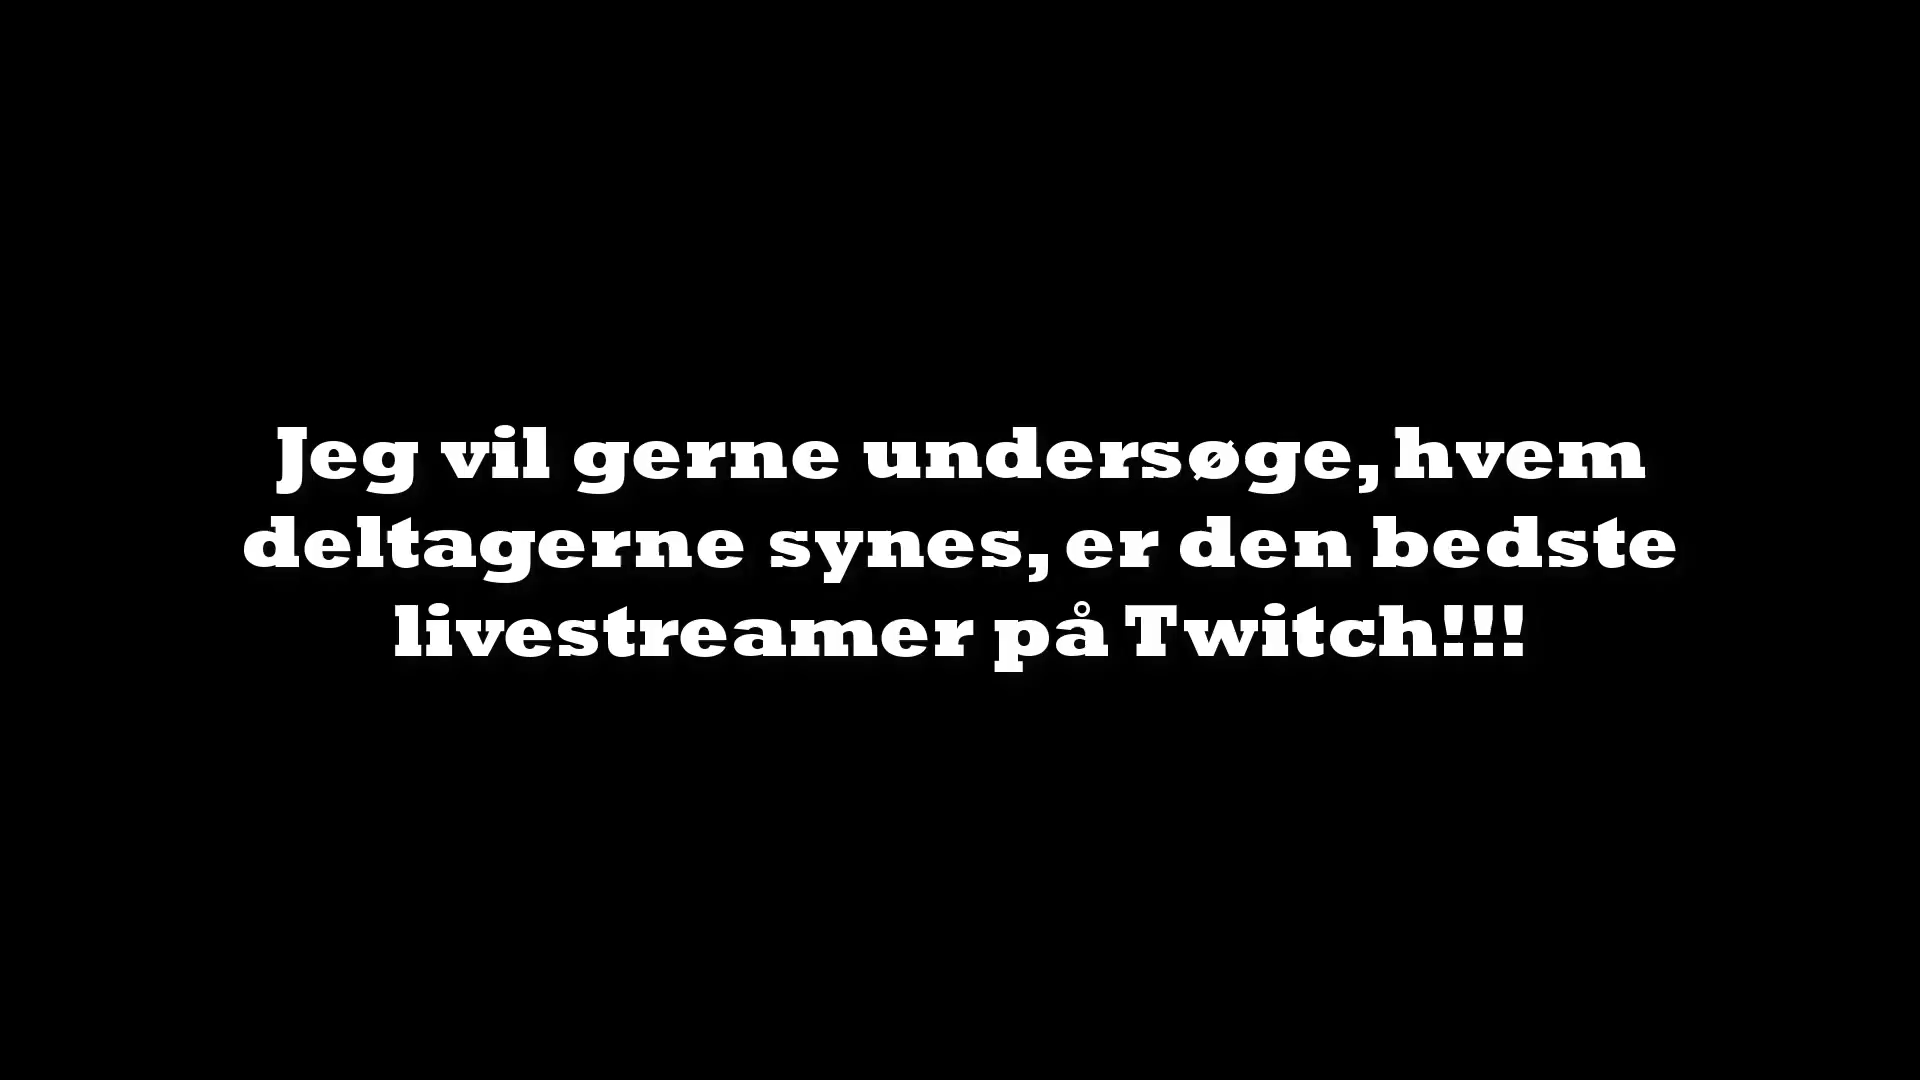 Jeg vil gerne undersøge, hvem
deltagerne synes, er den bedste
livestreamer på Twitch!!!